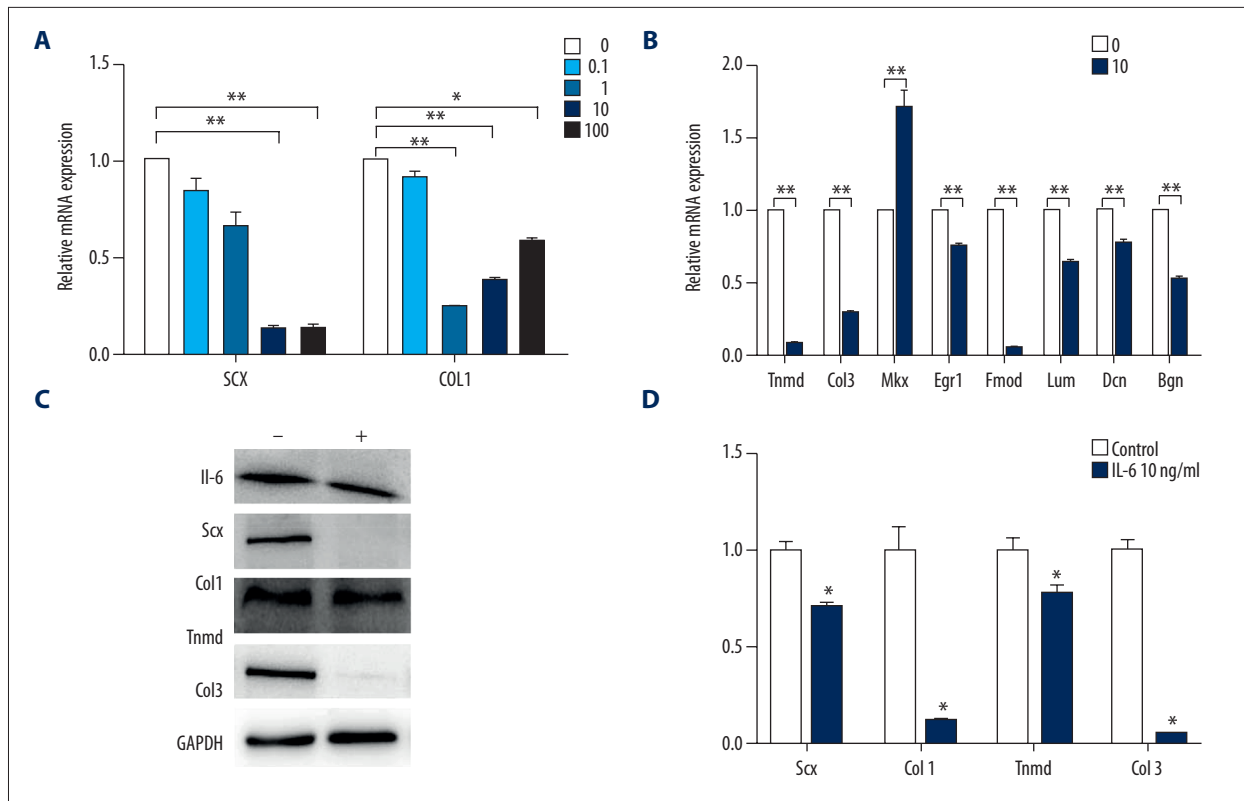 A
0
0.1
1
10
100
1.5
1.0
0.5
0.0
Relative mRNA expression
** 
**
*
**
**
SCX
COL1
B
0
10
2.0
1.5
1.0
0.5
0.0
Relative mRNA expression
**
**
**
**
**
**
**
**
Tnmd
Col3
Mkx
Egr1
Fmod
Lum
Dcn
Bgn
C
– +
Il-6
Scx
Col1
Tnmd
Col3
GAPDH
D
Control
IL-6 10 ng/ml
1.5
1.0
0.5
0.0
*
*
*
*
Scx
Col 1
Tnmd
Col 3